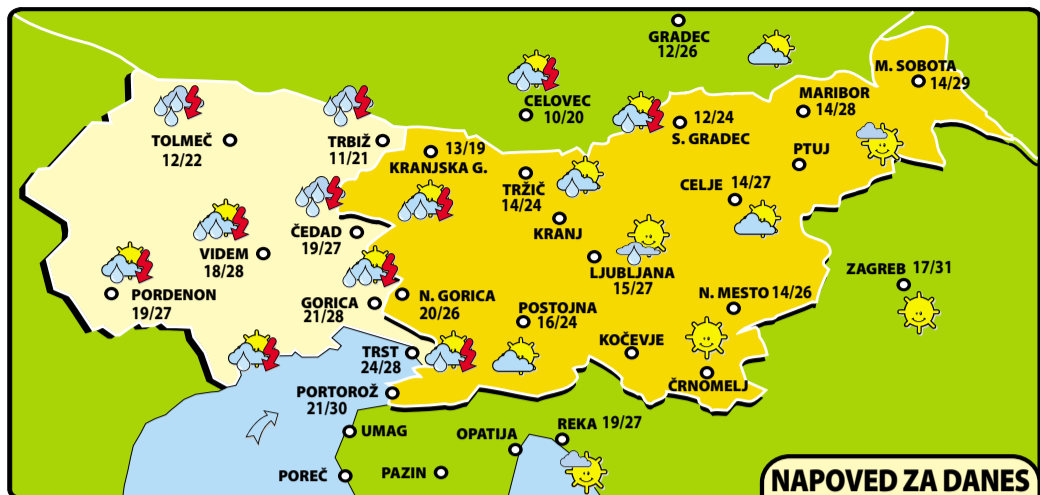 GRADEC
12/26
M. SOBOTA
14/29
CELOVEC
10/20
MARIBOR
14/28
12/24
S. GRADEC
TOLMEČ
12/22
TRBIŽ
11/21
13/19
KRANJSKA G.
PTUJ
TRŽIČ
14/24
CELJE 14/27
ČEDAD
19/27
KRANJ
VIDEM
18/28
LJUBLJANA
15/27
ZAGREB 17/31
PORDENON
19/27
GORICA
21/28
N. GORICA
20/26
POSTOJNA
16/24
N. MESTO 14/26
TRST
24/28
KOČEVJE
ČRNOMELJ
PORTOROŽ
21/30
UMAG
OPATIJA
REKA 19/27
POREČ
PAZIN
NAPOVED ZA DANES